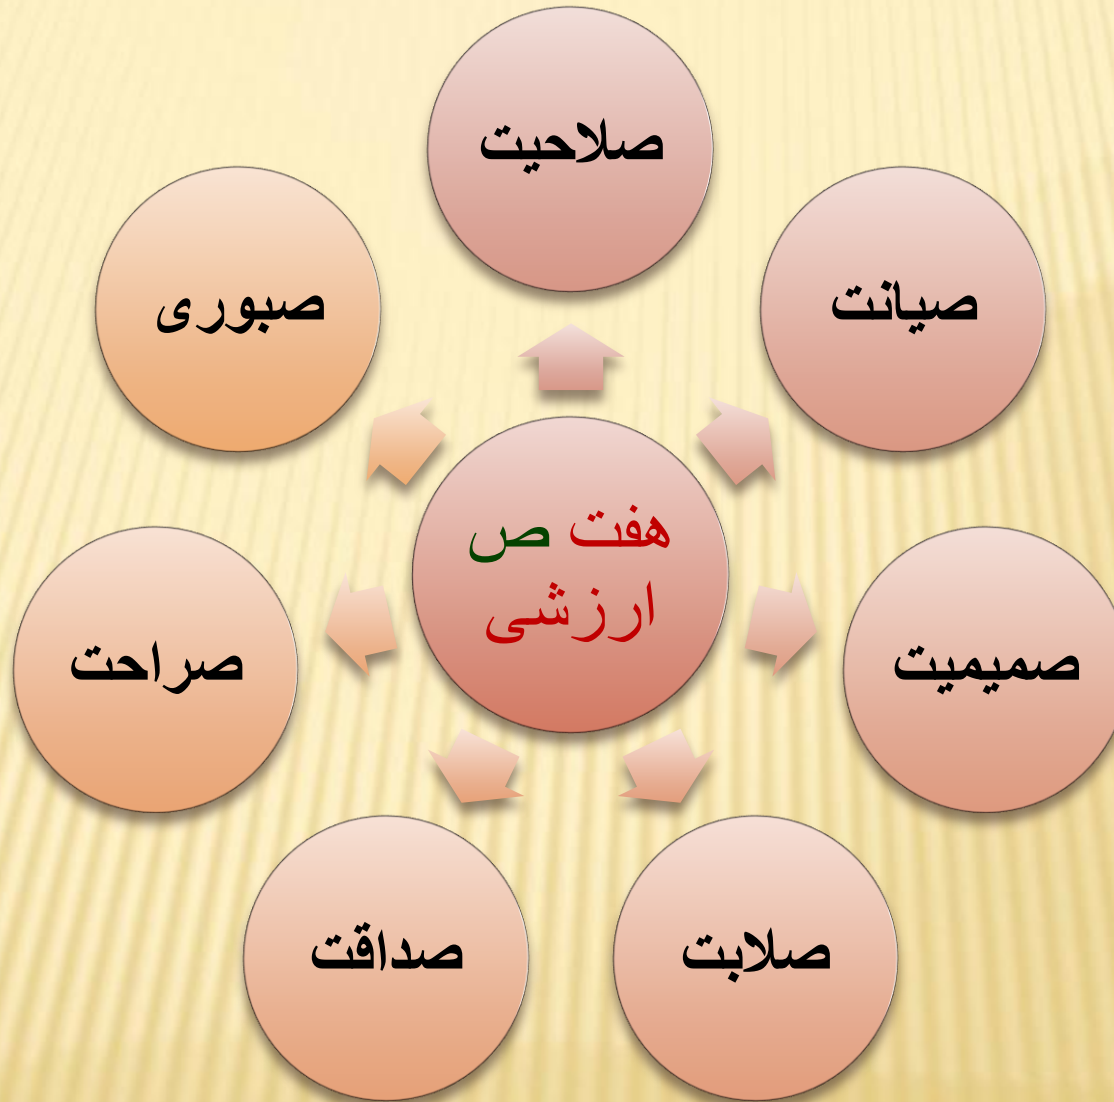 هفت ص
ارزشی
صلاحیت
صیانت
صمیمیت
صلابت
صداقت
صراحت
صبوری